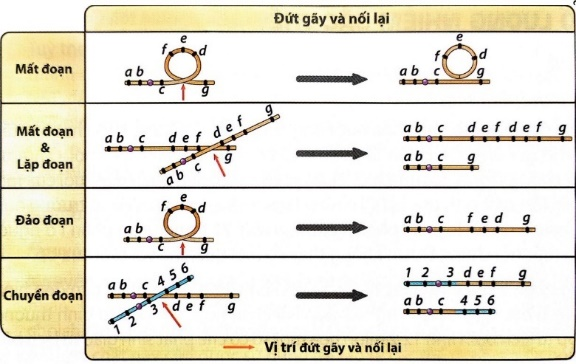 Đứt gãy và nối lại
Mất đoạn
a b c f e d g
a b c g
f e d
Mất đoạn
&
Lặp đoạn
a b c d e f g
a b c d e f g
a b c d e f d e f g
a b c g
Đảo đoạn
a b c f e d g
a b c f e d g
Chuyển đoạn
a b c d e f g
1 2 3 4 5 6
1 2 3 d e f g
a b c 4 5 6
Vị trí đứt gãy và nối lại